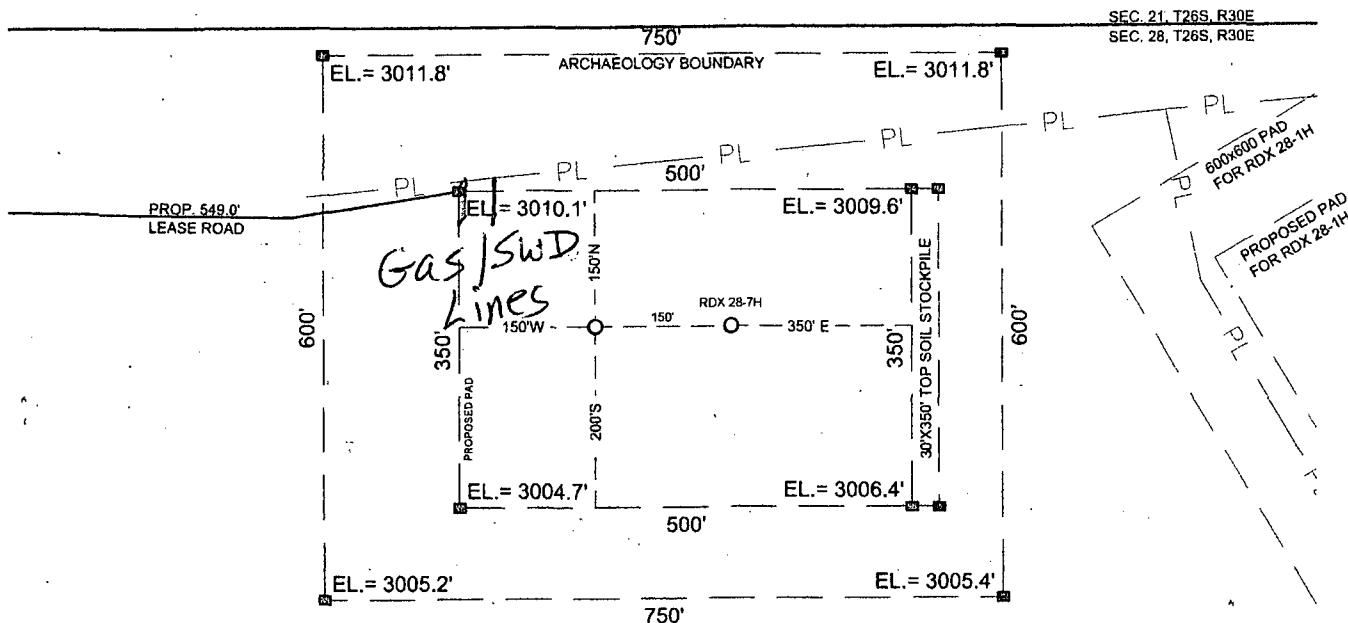 SEC. 21, T26S, R30E
SEC. 28, T26S, R30E
750'
ARCHAEOLOGY BOUNDARY
EL.= 3011.8'
EL.= 3011.8'
PL
PL
PL
PL
PL
PL
PL
600x600 PAD
FOR RDX 28-1H
PL
PROPOSED PAD
FOR RDX 28-1H
PL
500'
PROP. 549.0'
LEASE ROAD
EL.= 3010.1'
EL.= 3009.6'
Gas/SWD
Lines
150'N
RDX 28-7H
150'W
150'
350' E
600'
350'
350'
30'X350' TOP SOIL STOCKPILE
600'
PROPOSED PAD
200'S
EL.= 3004.7'
EL.= 3006.4'
500'
EL.= 3005.2'
EL.= 3005.4'
750'